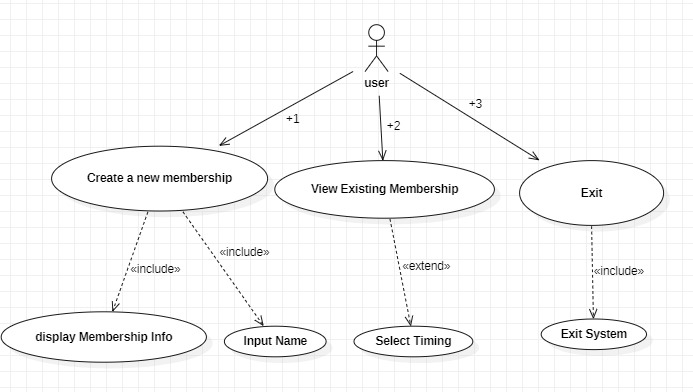 user
+1
+2
+3
Create a new membership
View Existing Membership
Exit
«include»
«include»
«extend»
«include»
display Membership Info
Input Name
Select Timing
Exit System